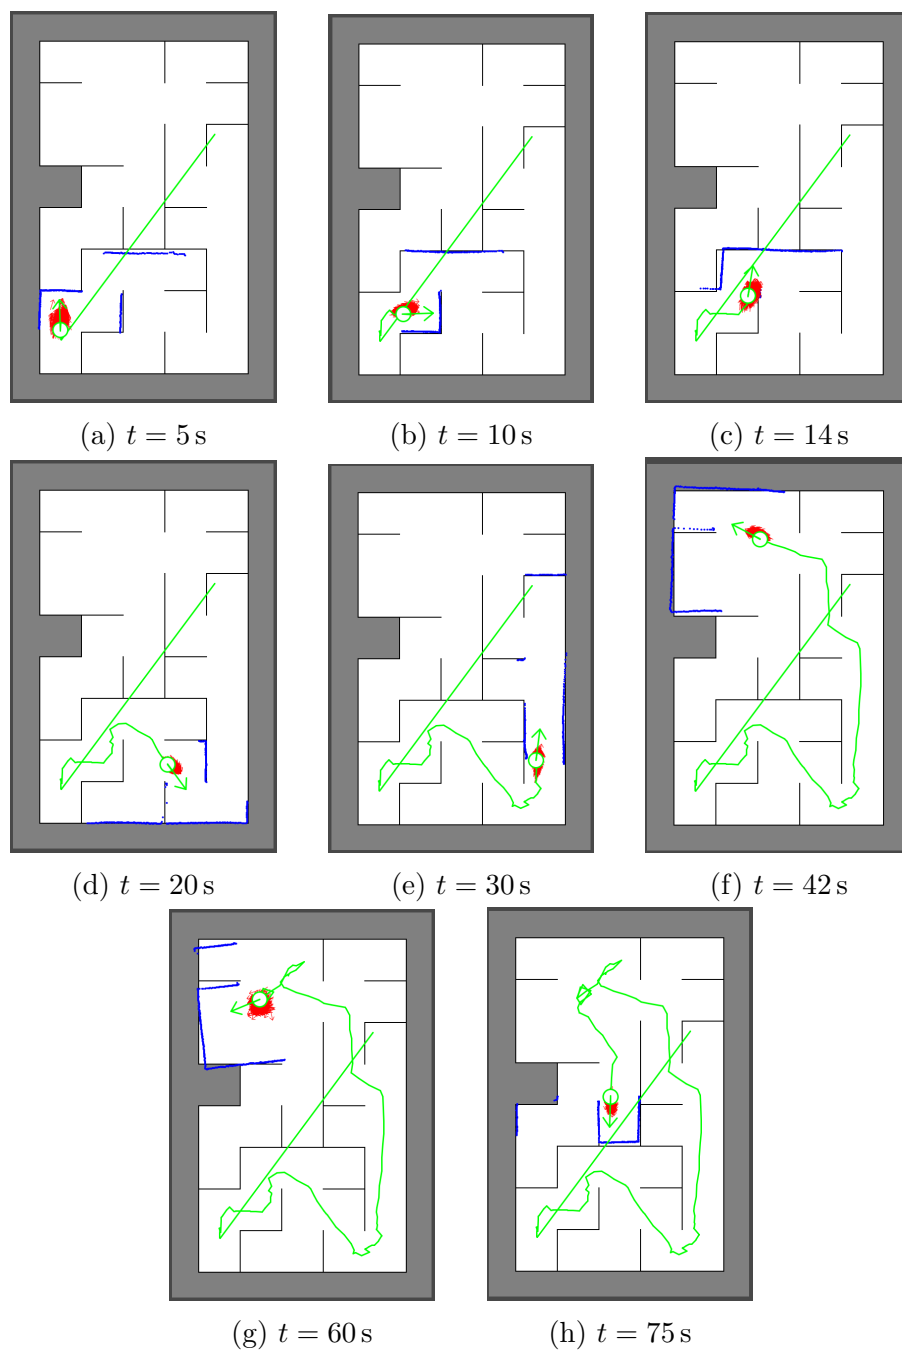 (a) t = 5 s
(b) t = 10 s
(c) t = 14 s
(d) t = 20 s
(e) t = 30 s
(f) t = 42 s
(g) t = 60 s
(h) t = 75 s